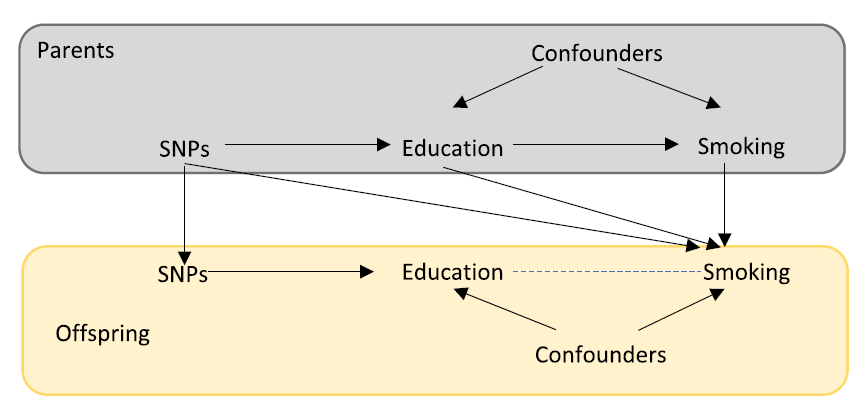 Parents
Confounders
SNPs
Education
Smoking
SNPs
Education
Smoking
Offspring
Confounders